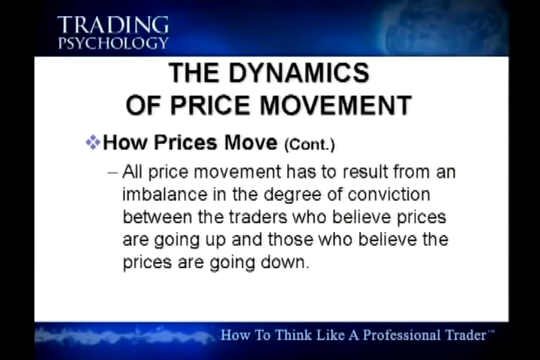 TRADING
PSYCHOLOGY
THE DYNAMICS
OF PRICE MOVEMENT
❖How Prices Move (Cont.)
– All price movement has to result from an
imbalance in the degree of conviction
between the traders who believe prices
are going up and those who believe the
prices are going down.
How To Think Like A Professional Trader™